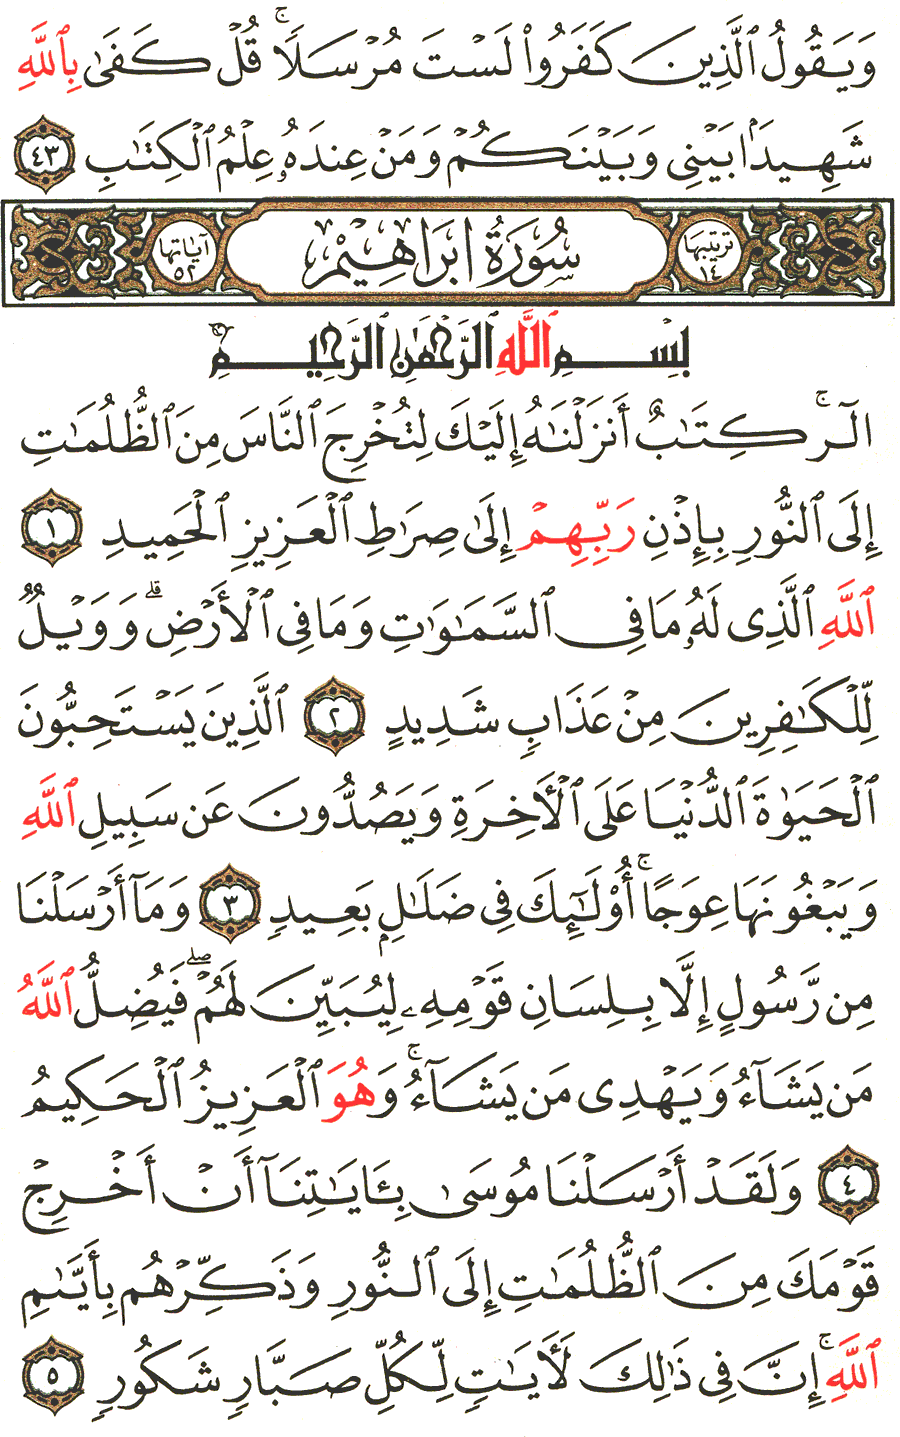 وَيَقُولُ ٱلَّذِينَ كَفَرُوا۟ لَسْتَ مُرْسَلًا ۚ قُلْ كَفَىٰ بِٱللَّهِ
شَهِيدًۢا بَيْنِى وَبَيْنَكُمْ وَمَنْ عِندَهُۥ عِلْمُ ٱلْكِتَٰبِ ٤٣
ترتيبها ١٤ سُورَةُ ابْرَاهِيمْ آياتها ٥٢
بِسْمِ ٱللَّهِ ٱلرَّحْمَٰنِ ٱلرَّحِيمِ
الٓر ۚ كِتَٰبٌ أَنزَلْنَٰهُ إِلَيْكَ لِتُخْرِجَ ٱلنَّاسَ مِنَ ٱلظُّلُمَٰتِ
إِلَى ٱلنُّورِ بِإِذْنِ رَبِّهِمْ إِلَىٰ صِرَٰطِ ٱلْعَزِيزِ ٱلْحَمِيدِ ١
ٱللَّهِ ٱلَّذِى لَهُۥ مَا فِى ٱلسَّمَٰوَٰتِ وَمَا فِى ٱلْأَرْضِ ۗ وَوَيْلٌ
لِّلْكَٰفِرِينَ مِنْ عَذَابٍ شَدِيدٍ ٢ ٱلَّذِينَ يَسْتَحِبُّونَ
ٱلْحَيَوٰةَ ٱلدُّنْيَا عَلَى ٱلْأَخِرَةِ وَيَصُدُّونَ عَن سَبِيلِ ٱللَّهِ
وَيَبْغُونَهَا عِوَجًا ۚ أُو۟لَٰٓئِكَ فِى ضَلَٰلٍۭ بَعِيدٍ ٣ وَمَآ أَرْسَلْنَا
مِن رَّسُولٍ إِلَّا بِلِسَانِ قَوْمِهِۦ لِيُبَيِّنَ لَهُمْ ۖ فَيُضِلُّ ٱللَّهُ
مَن يَشَآءُ وَيَهْدِى مَن يَشَآءُ ۚ وَهُوَ ٱلْعَزِيزُ ٱلْحَكِيمُ
٤ وَلَقَدْ أَرْسَلْنَا مُوسَىٰ بِـَٔايَٰتِنَآ أَنْ أَخْرِجْ
قَوْمَكَ مِنَ ٱلظُّلُمَٰتِ إِلَى ٱلنُّورِ وَذَكِّرْهُم بِأَيَّىٰمِ
ٱللَّهِ ۚ إِنَّ فِى ذَٰلِكَ لَأَيَٰتٍ لِّكُلِّ صَبَّارٍ شَكُورٍ ٥